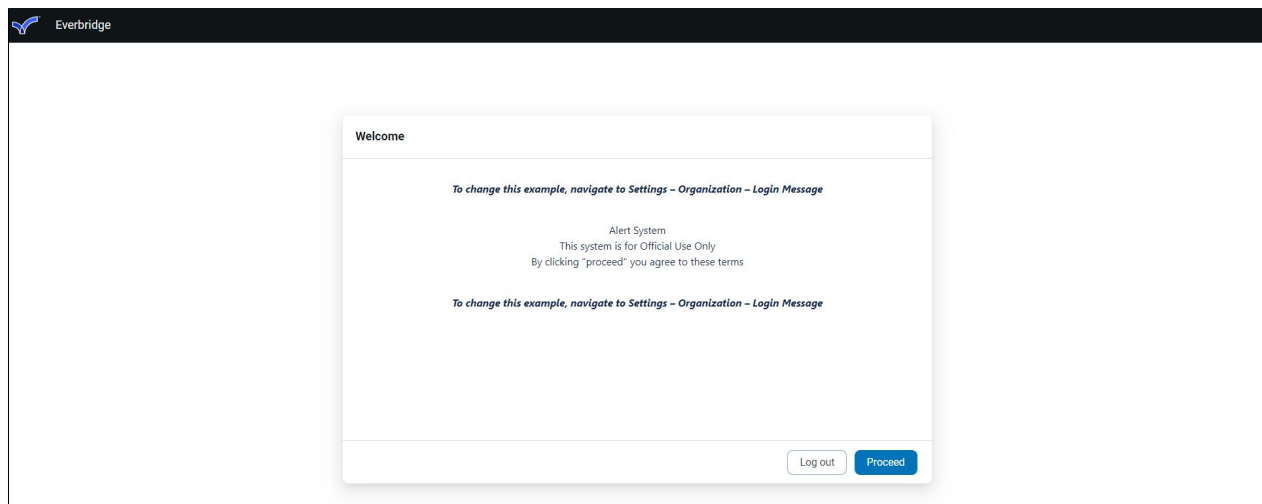 Everbridge
Welcome
To change this example, navigate to Settings – Organization – Login Message
Alert System
This system is for Official Use Only
By clicking "proceed" you agree to these terms
To change this example, navigate to Settings – Organization – Login Message
Log out
Proceed